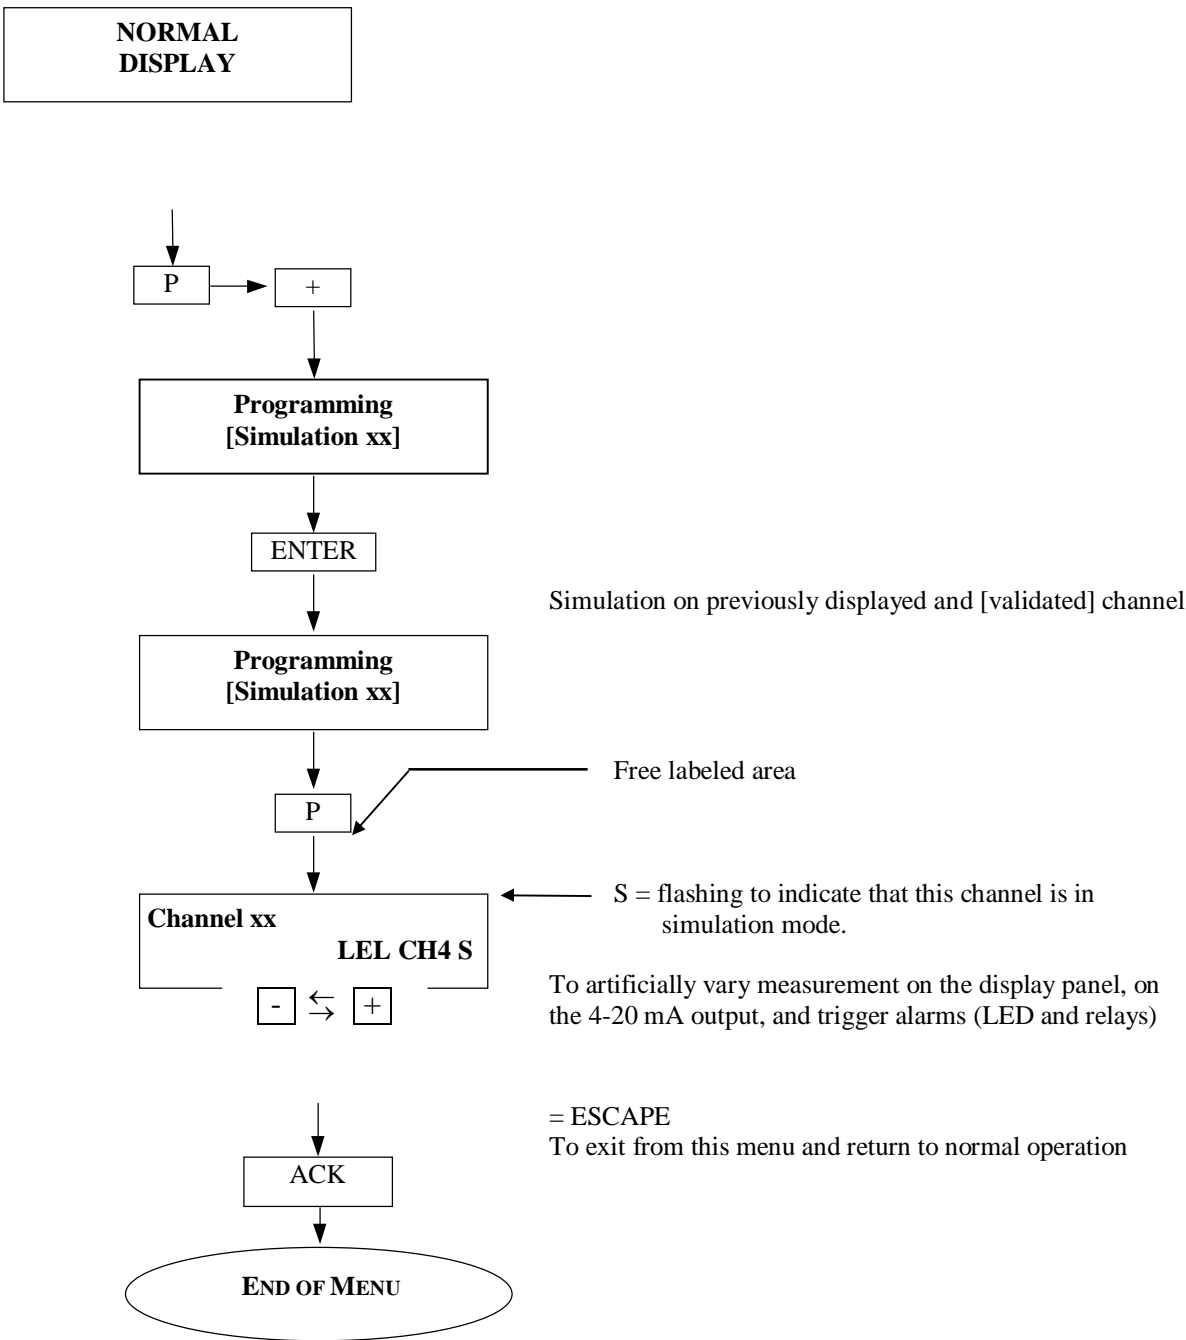 NORMAL
DISPLAY
P
+
Programming
[Simulation xx]
ENTER
Simulation on previously displayed and [validated] channel
Programming
[Simulation xx]
Free labeled area
P
S = flashing to indicate that this channel is in
simulation mode.
Channel xx
LEL CH4 S
- ⇆ +
To artificially vary measurement on the display panel, on
the 4-20 mA output, and trigger alarms (LED and relays)
= ESCAPE
To exit from this menu and return to normal operation
ACK
END OF MENU